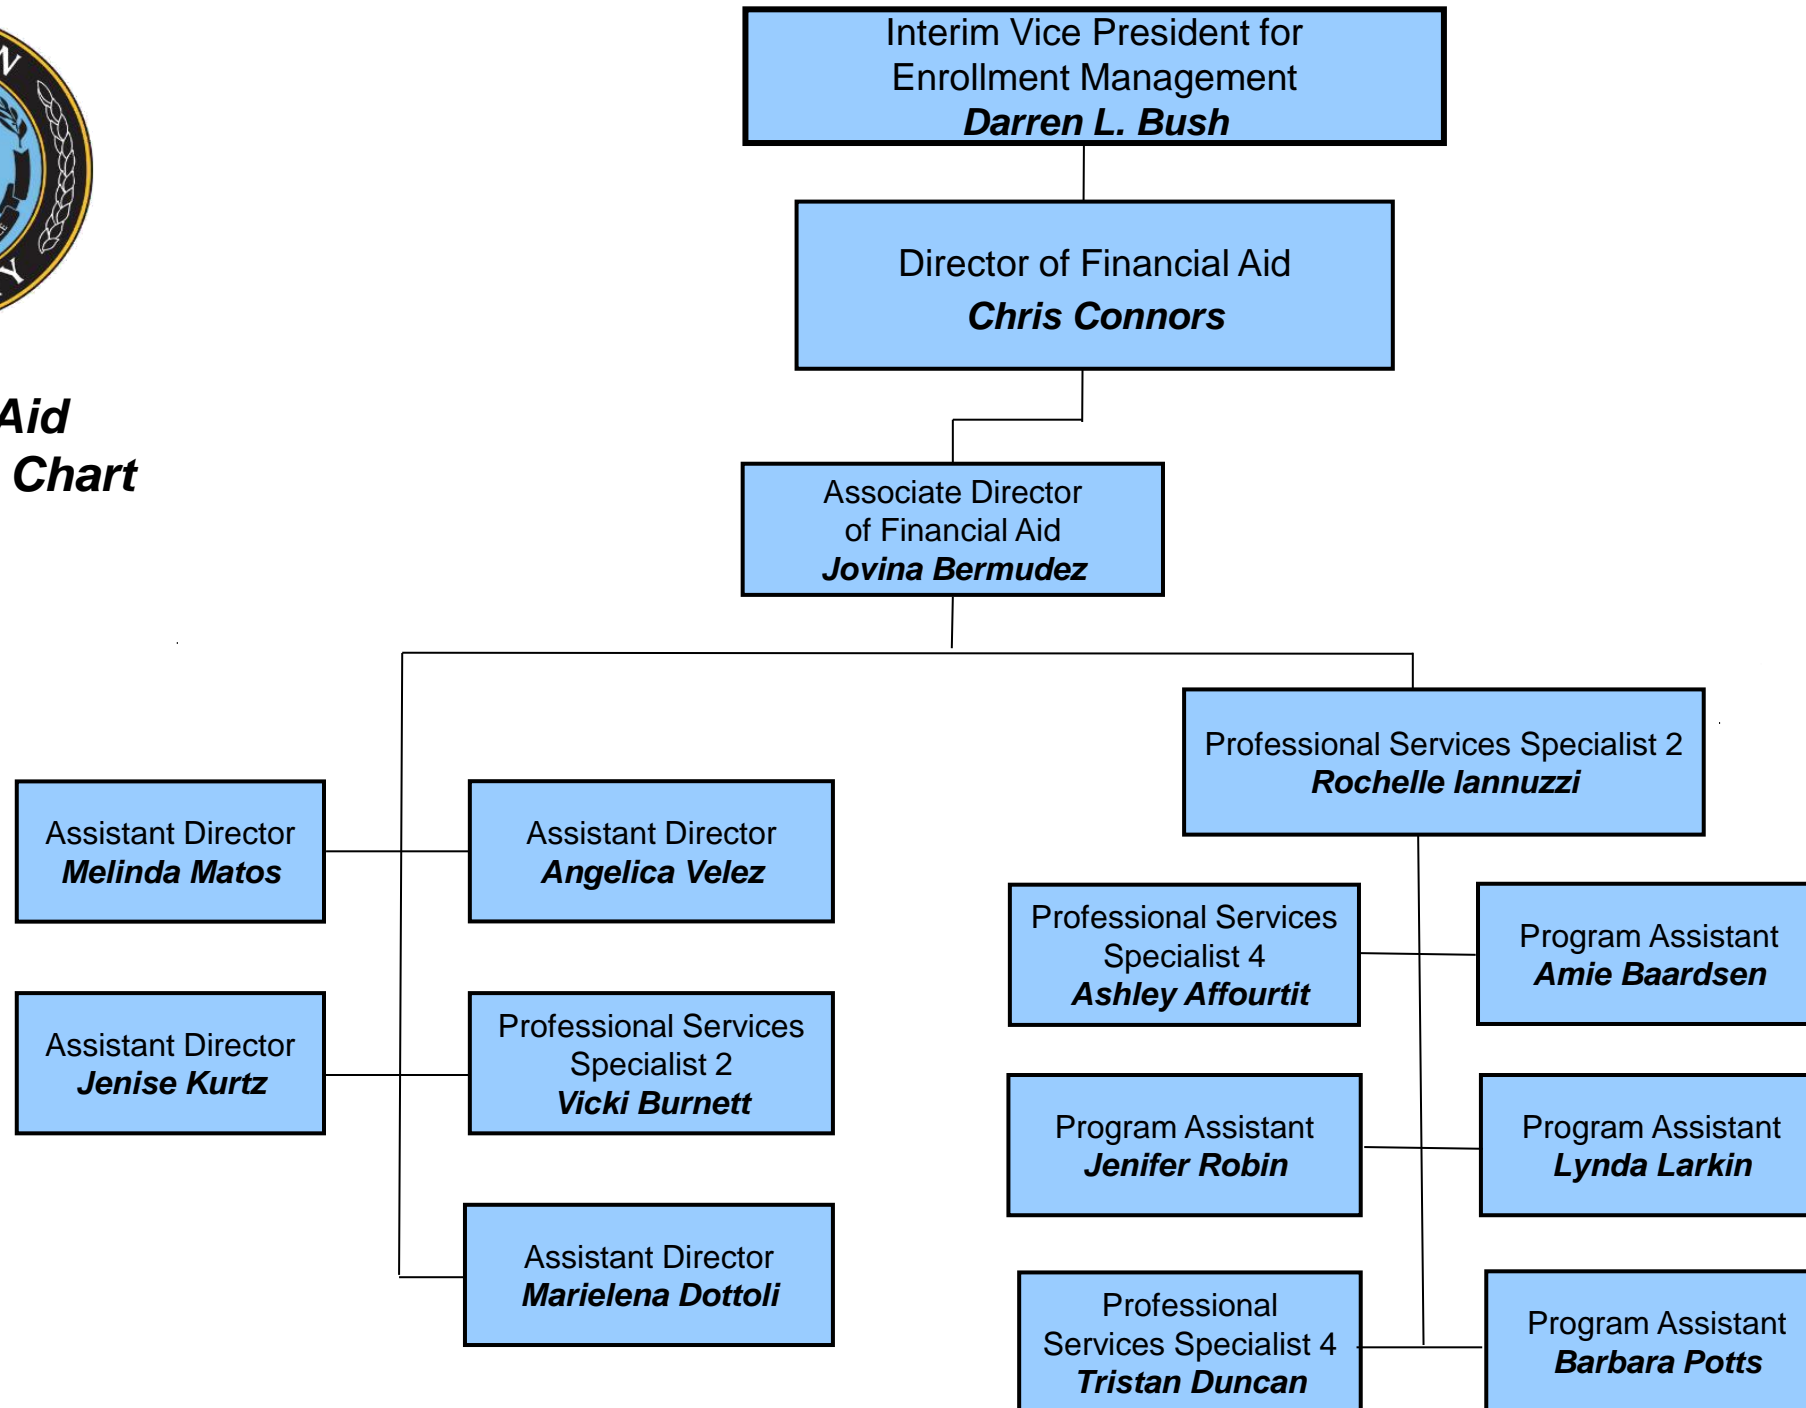 Interim Vice President for
Enrollment Management
Darren L. Bush
Director of Financial Aid
Chris Connors
Aid
Chart
Associate Director
of Financial Aid
Jovina Bermudez
Professional Services Specialist 2
Rochelle Iannuzzi
Assistant Director
Melinda Matos
Assistant Director
Angelica Velez
Professional Services
Specialist 4
Ashley Affourtit
Program Assistant
Amie Baardsen
Assistant Director
Jenise Kurtz
Professional Services
Specialist 2
Vicki Burnett
Program Assistant
Jenifer Robin
Program Assistant
Lynda Larkin
Assistant Director
Marielena Dottoli
Professional
Services Specialist 4
Tristan Duncan
Program Assistant
Barbara Potts